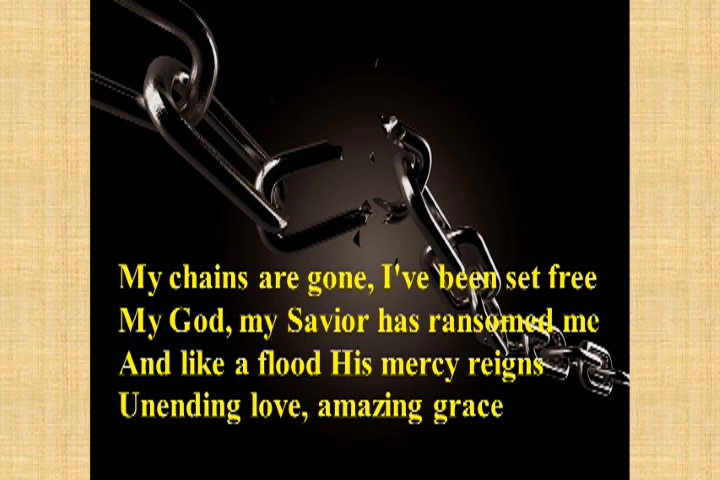 My chains are gone, I've been set free
My God, my Savior has ransomed me
And like a flood His mercy reigns
Unending love, amazing grace